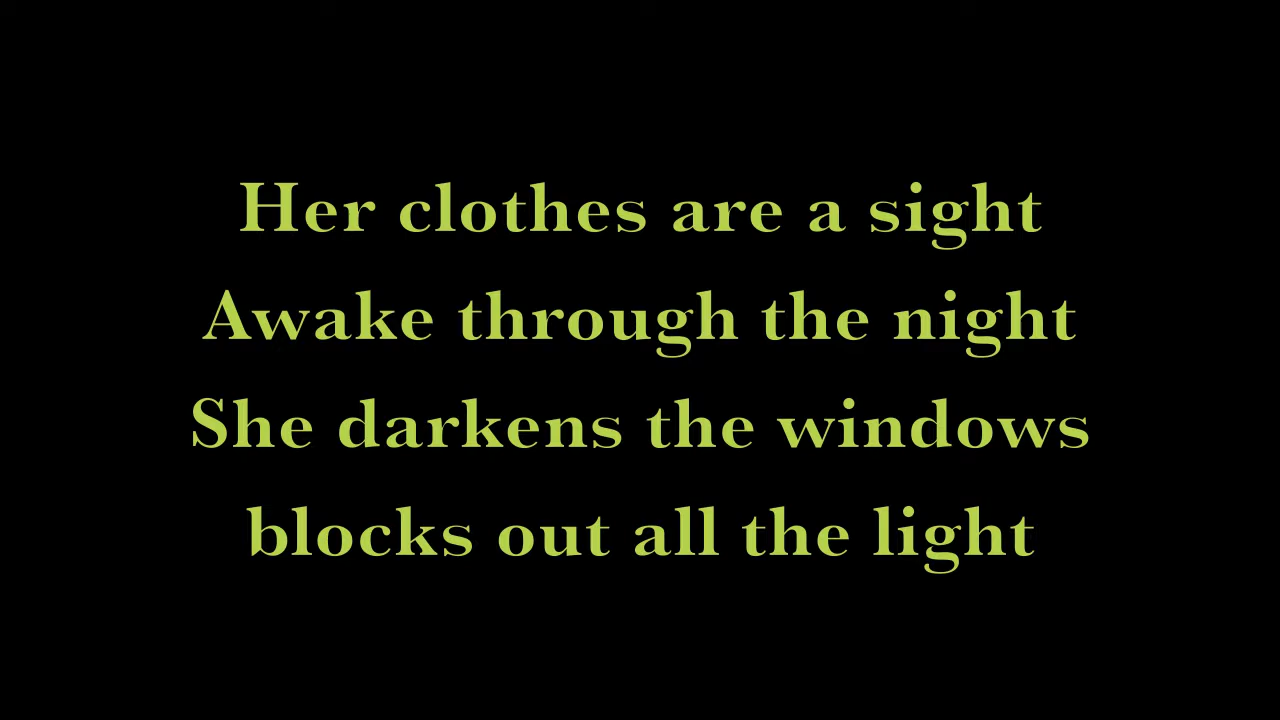 Her clothes are a sight
Awake through the night
She darkens the windows
blocks out all the light